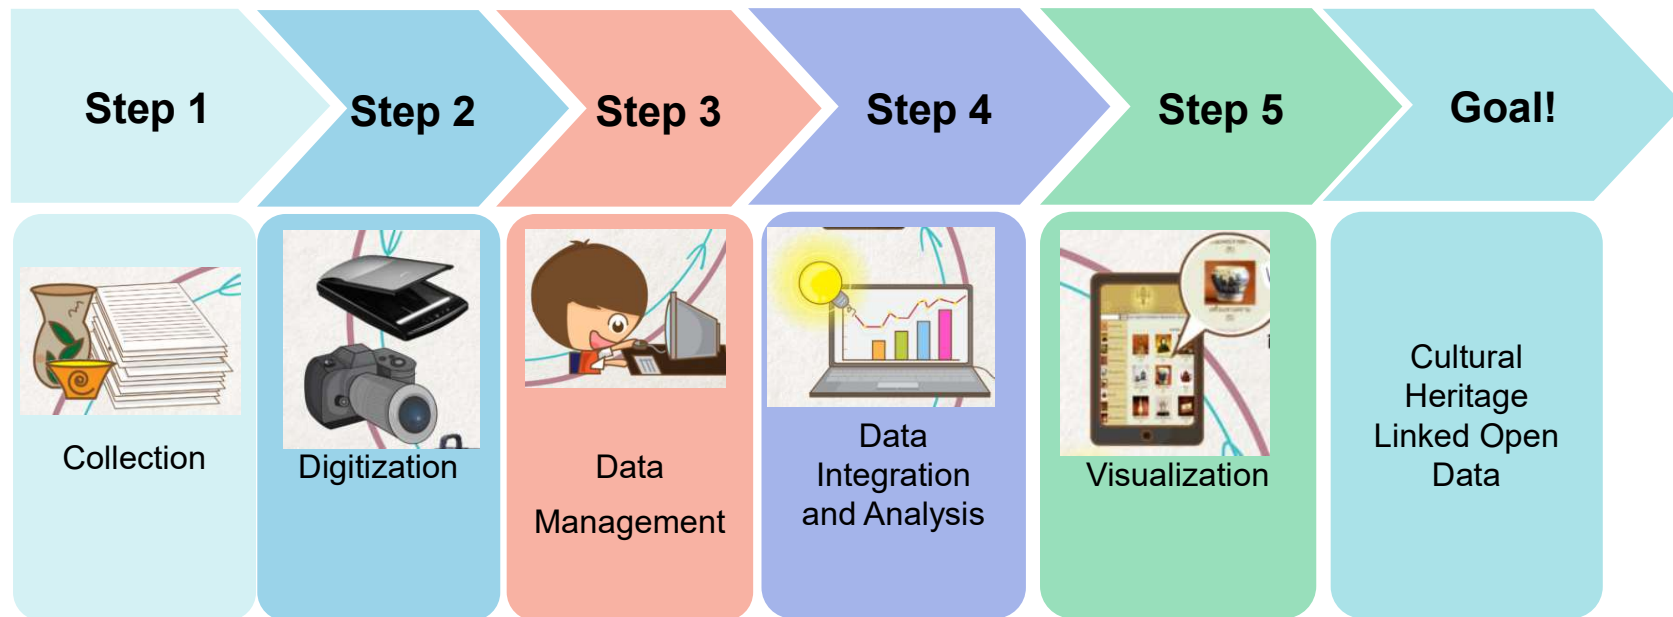 Step 1
Step 2
Step 3
Step 4
Step 5
Goal!
Collection
Digitization
Data
Management
Data
Integration
and Analysis
Visualization
Cultural
Heritage
Linked Open
Data